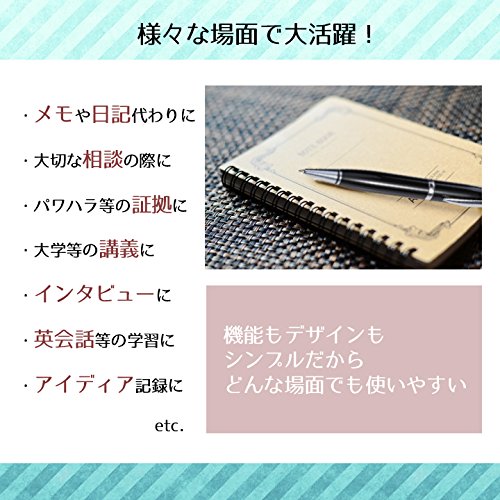 様々な場面で大活躍！
・メモや日記代わりに
・大切な相談の際に
・パワハラ等の証拠に
・大学等の講義に
・インタビューに
・英会話等の学習に
・アイディア記録に
etc.
NOTE BOOK
機能もデザインも
シンプルだから
どんな場面でも使いやすい